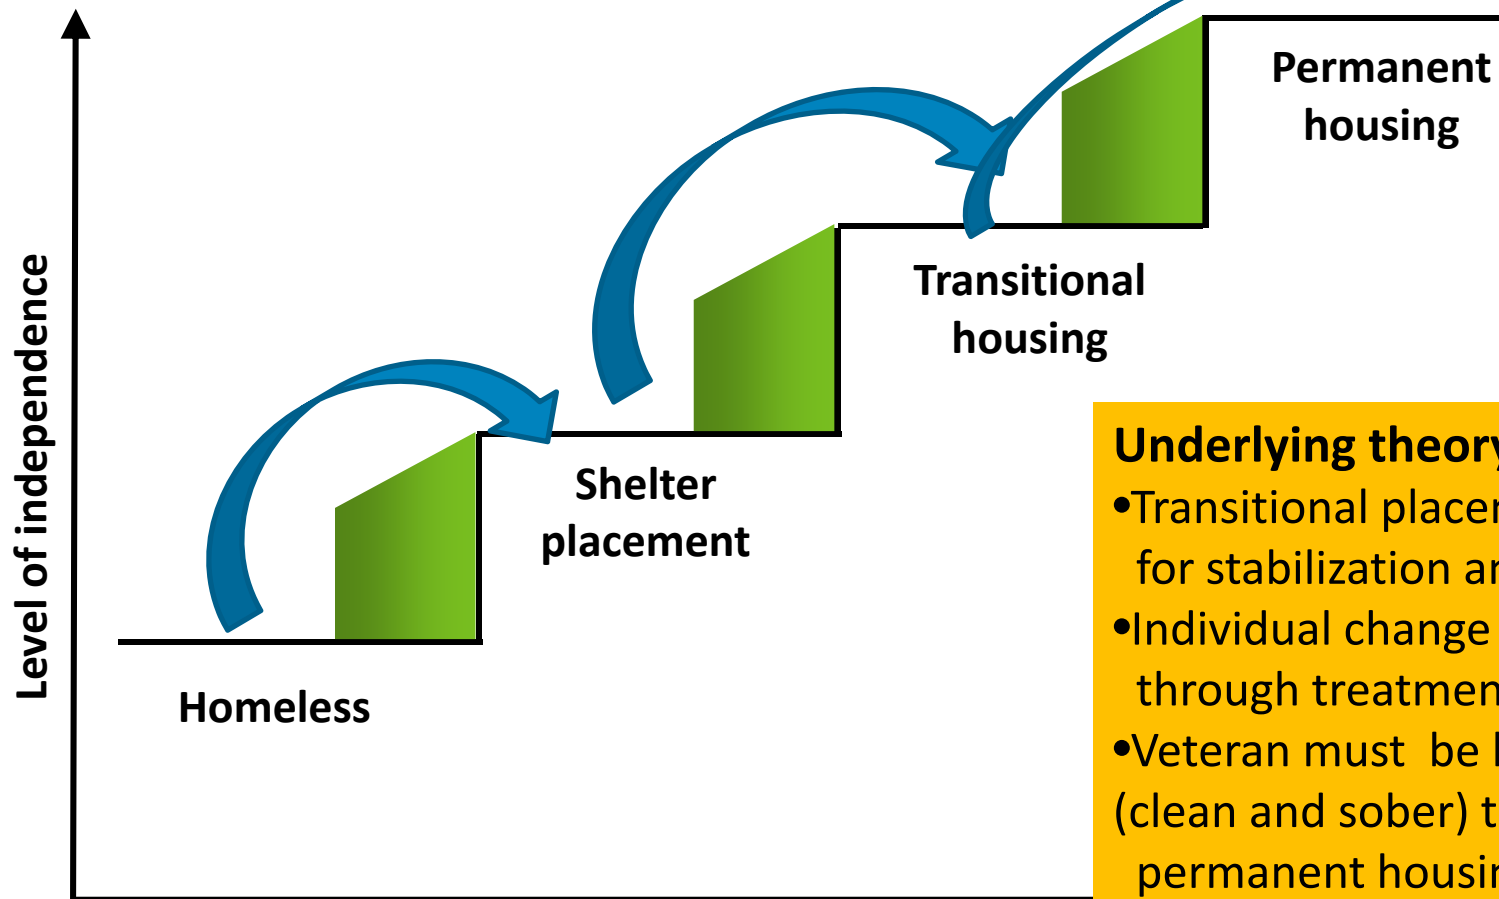 Permanent
housing
Transitional
housing
Shelter
placement
Homeless
Level of independence
Underlying theory
•Transitional
for stabilization
•Individual change
through
•Veteran must  be
(clean and sober)
permanent